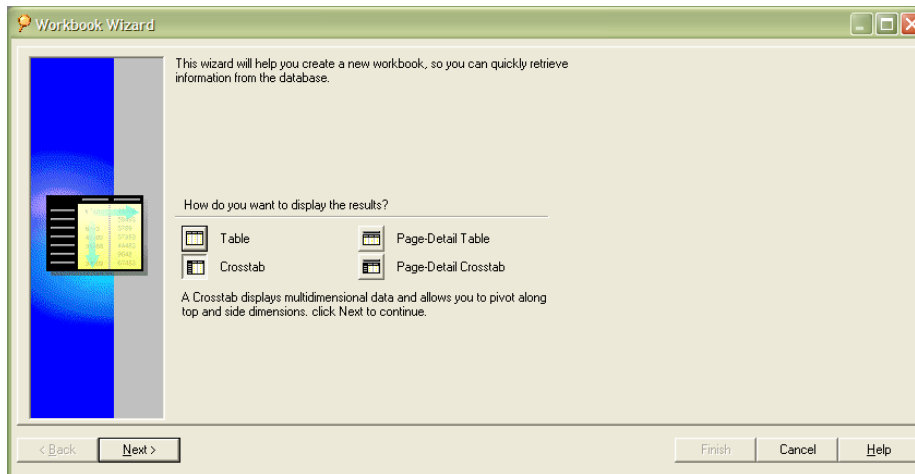 Workbook Wizard
This wizard will help you create a new workbook, so you can quickly retrieve
information from the database.
How do you want to display the results?
Table
Page-Detail Table
Crosstab
Page-Detail Crosstab
A Crosstab displays multidimensional data and allows you to pivot along
top and side dimensions. click Next to continue.
< Back
Next >
Finish
Cancel
Help